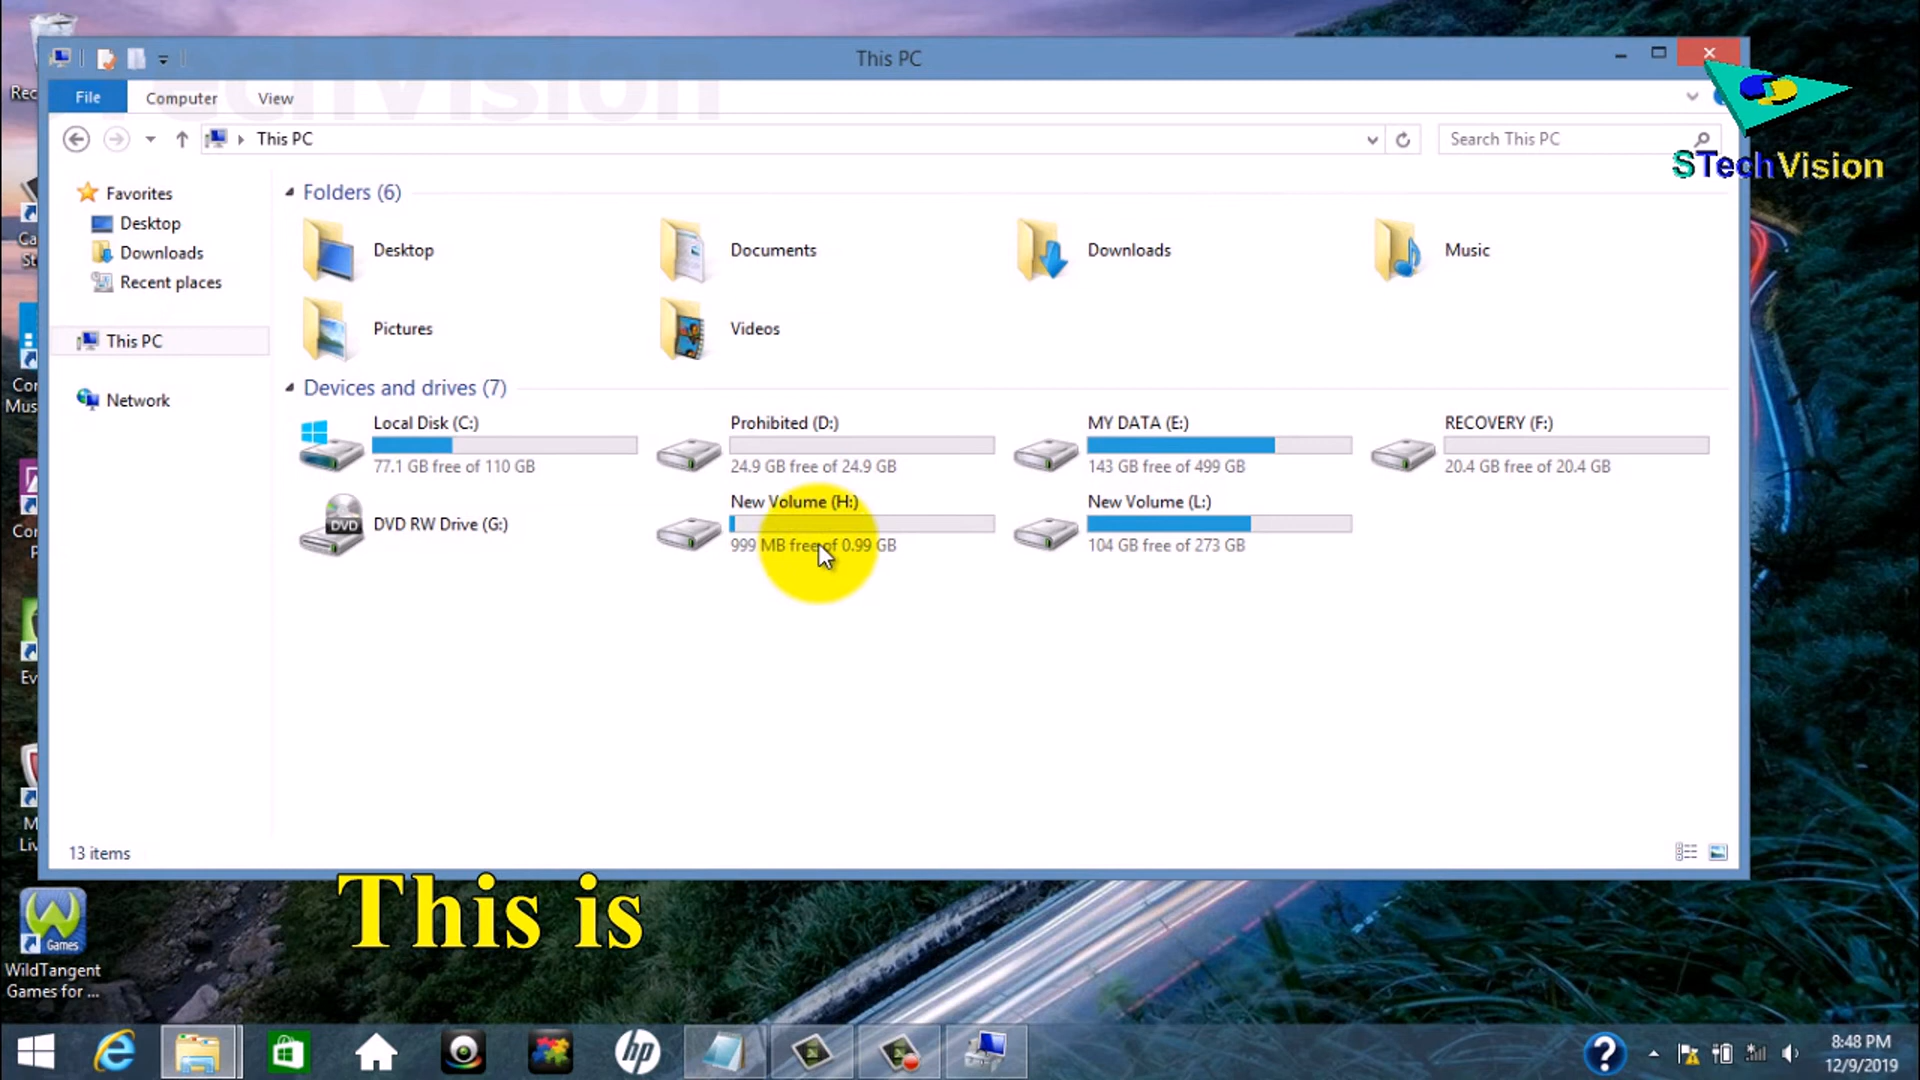 This PC
File
Computer
View
This PC
Search This PC
STechVision
TechVision
Favorites
Desktop
Downloads
Recent places
This PC
Network
Folders (6)
Desktop
Documents
Downloads
Music
Pictures
Videos
Devices and drives (7)
Local Disk (C:)
77.1 GB free of 110 GB
Prohibited (D:)
24.9 GB free of 24.9 GB
MY DATA (E:)
143 GB free of 499 GB
RECOVERY (F:)
20.4 GB free of 20.4 GB
DVD
DVD RW Drive (G:)
New Volume (H:)
999 MB free of 0.99 GB
New Volume (L:)
104 GB free of 273 GB
13 items
This is
Games
WildTangent
Games for ...
hp
8:48 PM
12/9/2019